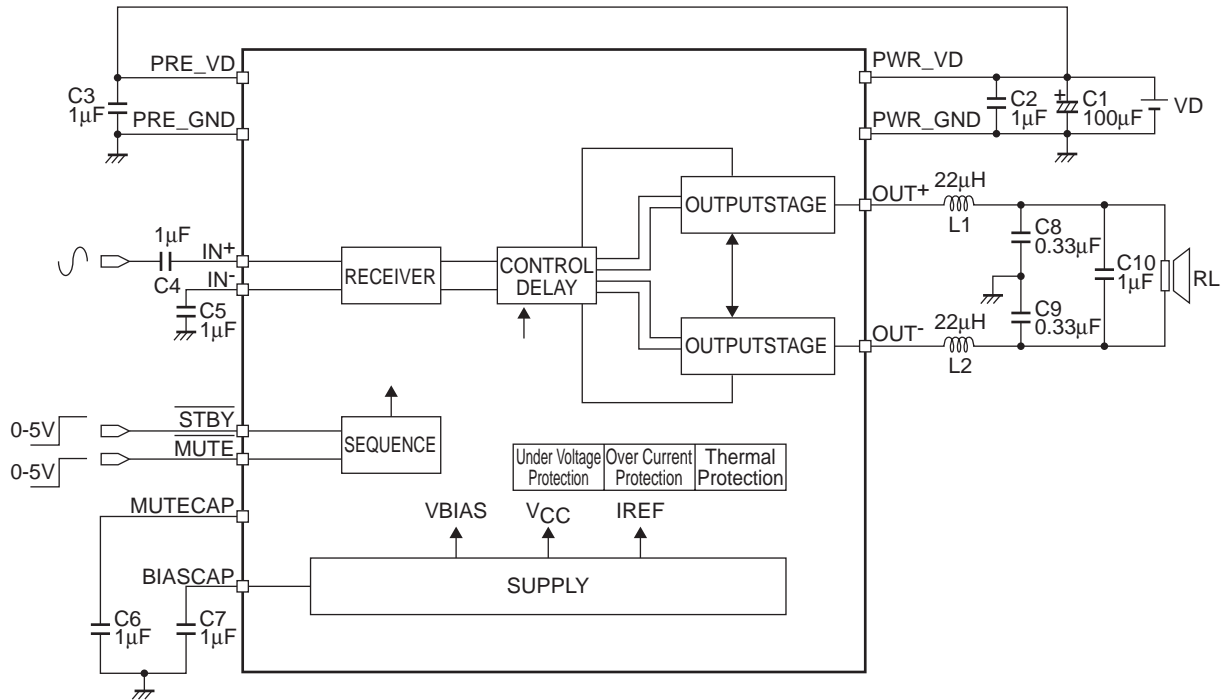 PRE_VD
PWR_VD
C3
1μF
C2
1μF
+
C1
100μF
VD
PRE_GND
PWR_GND
OUTPUTSTAGE
OUT+
22μH
L1
1μF
C4
IN+
IN-
C5
1μF
RECEIVER
CONTROL
DELAY
C8
0.33μF
C10
1μF
RL
C9
0.33μF
OUTPUTSTAGE
OUT-
22μH
L2
0-5V
STBY
0-5V
MUTE
SEQUENCE
Under Voltage
Protection
Over Current
Protection
Thermal
Protection
MUTECAP
VBIAS
VCC
IREF
BIASCAP
SUPPLY
C6
1μF
C7
1μF